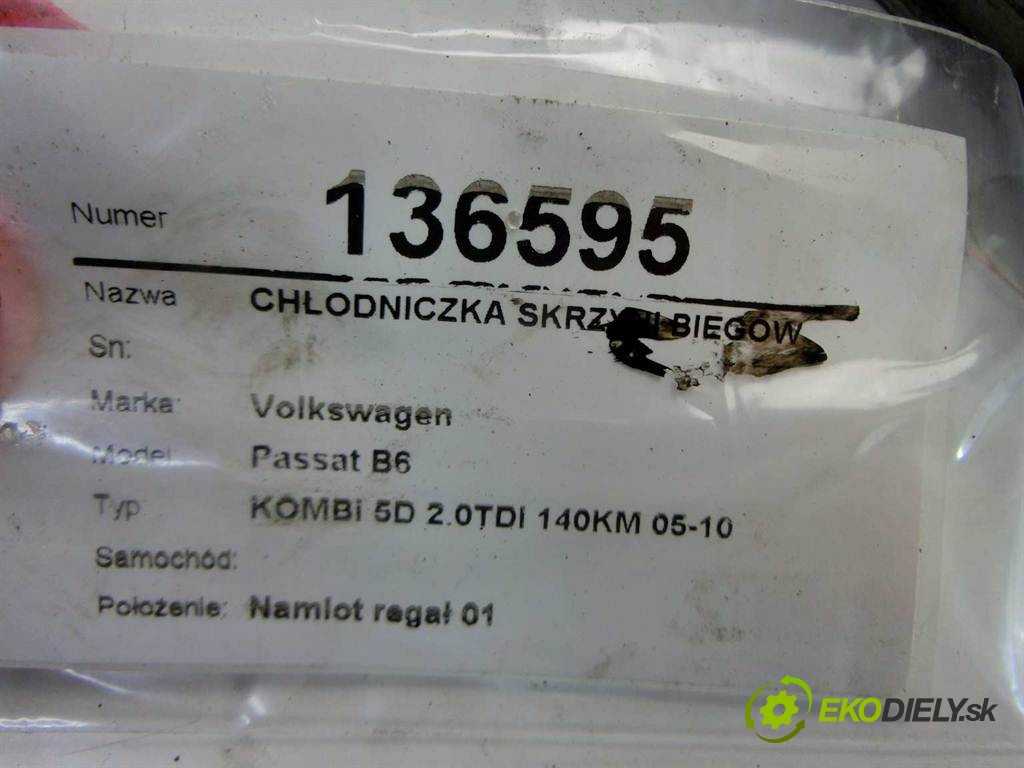 Numer 136595
Nazwa CHŁODNICZKA SKRZYNI BIEGÓW
Sn:
Marka: Volkswagen
Model Passat B6
Typ KOMBi 5D 2.0TDI 140KM 05-10
Samochód:
Położenie: Namiot regał 01
EKODIELY.sk